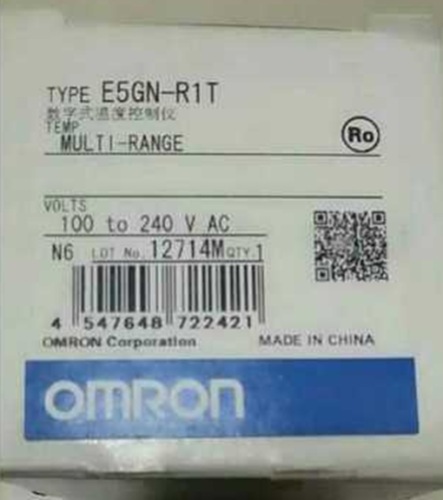 TYPE E5GN-R1T
数字式温度控制仪
TEMP
MULTI-RANGE
Ro
VOLTS
100 to 240 V AC
N6 LOT No. 12714M QTY.1
4 547648 722421
OMRON Corporation MADE IN CHINA
OMRON